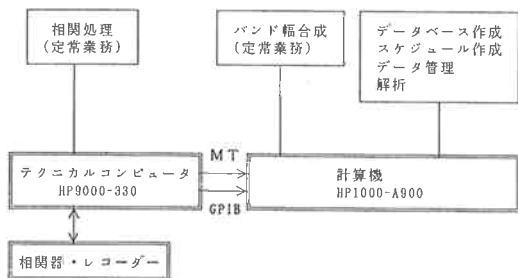 相関処理
(定常業務)
バンド幅合成
(定常業務)
データベース作成
スケジュール作成
データ管理
解析
テクニカルコンピュータ
HP9000-330
MT
GPIB
計算機
HP1000-A900
相関器・レコーダー